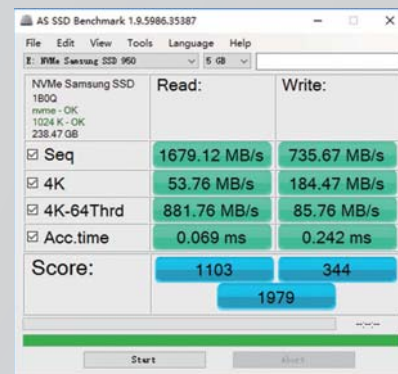 AS SSD Benchmark 1.9.5986.35387
File Edit View Tools Language Help
E: NVMe Samsung SSD 950 5 GB
NVMe Samsung SSD
1B0Q
nvme - OK
1024 K - OK
238.47 GB
Read: Write:
Seq 1679.12 MB/s 735.67 MB/s
4K 53.76 MB/s 184.47 MB/s
4K-64Thrd 881.76 MB/s 85.76 MB/s
Acc.time 0.069 ms 0.242 ms
Score: 1103 344
1979
--:--:--
Start Abort